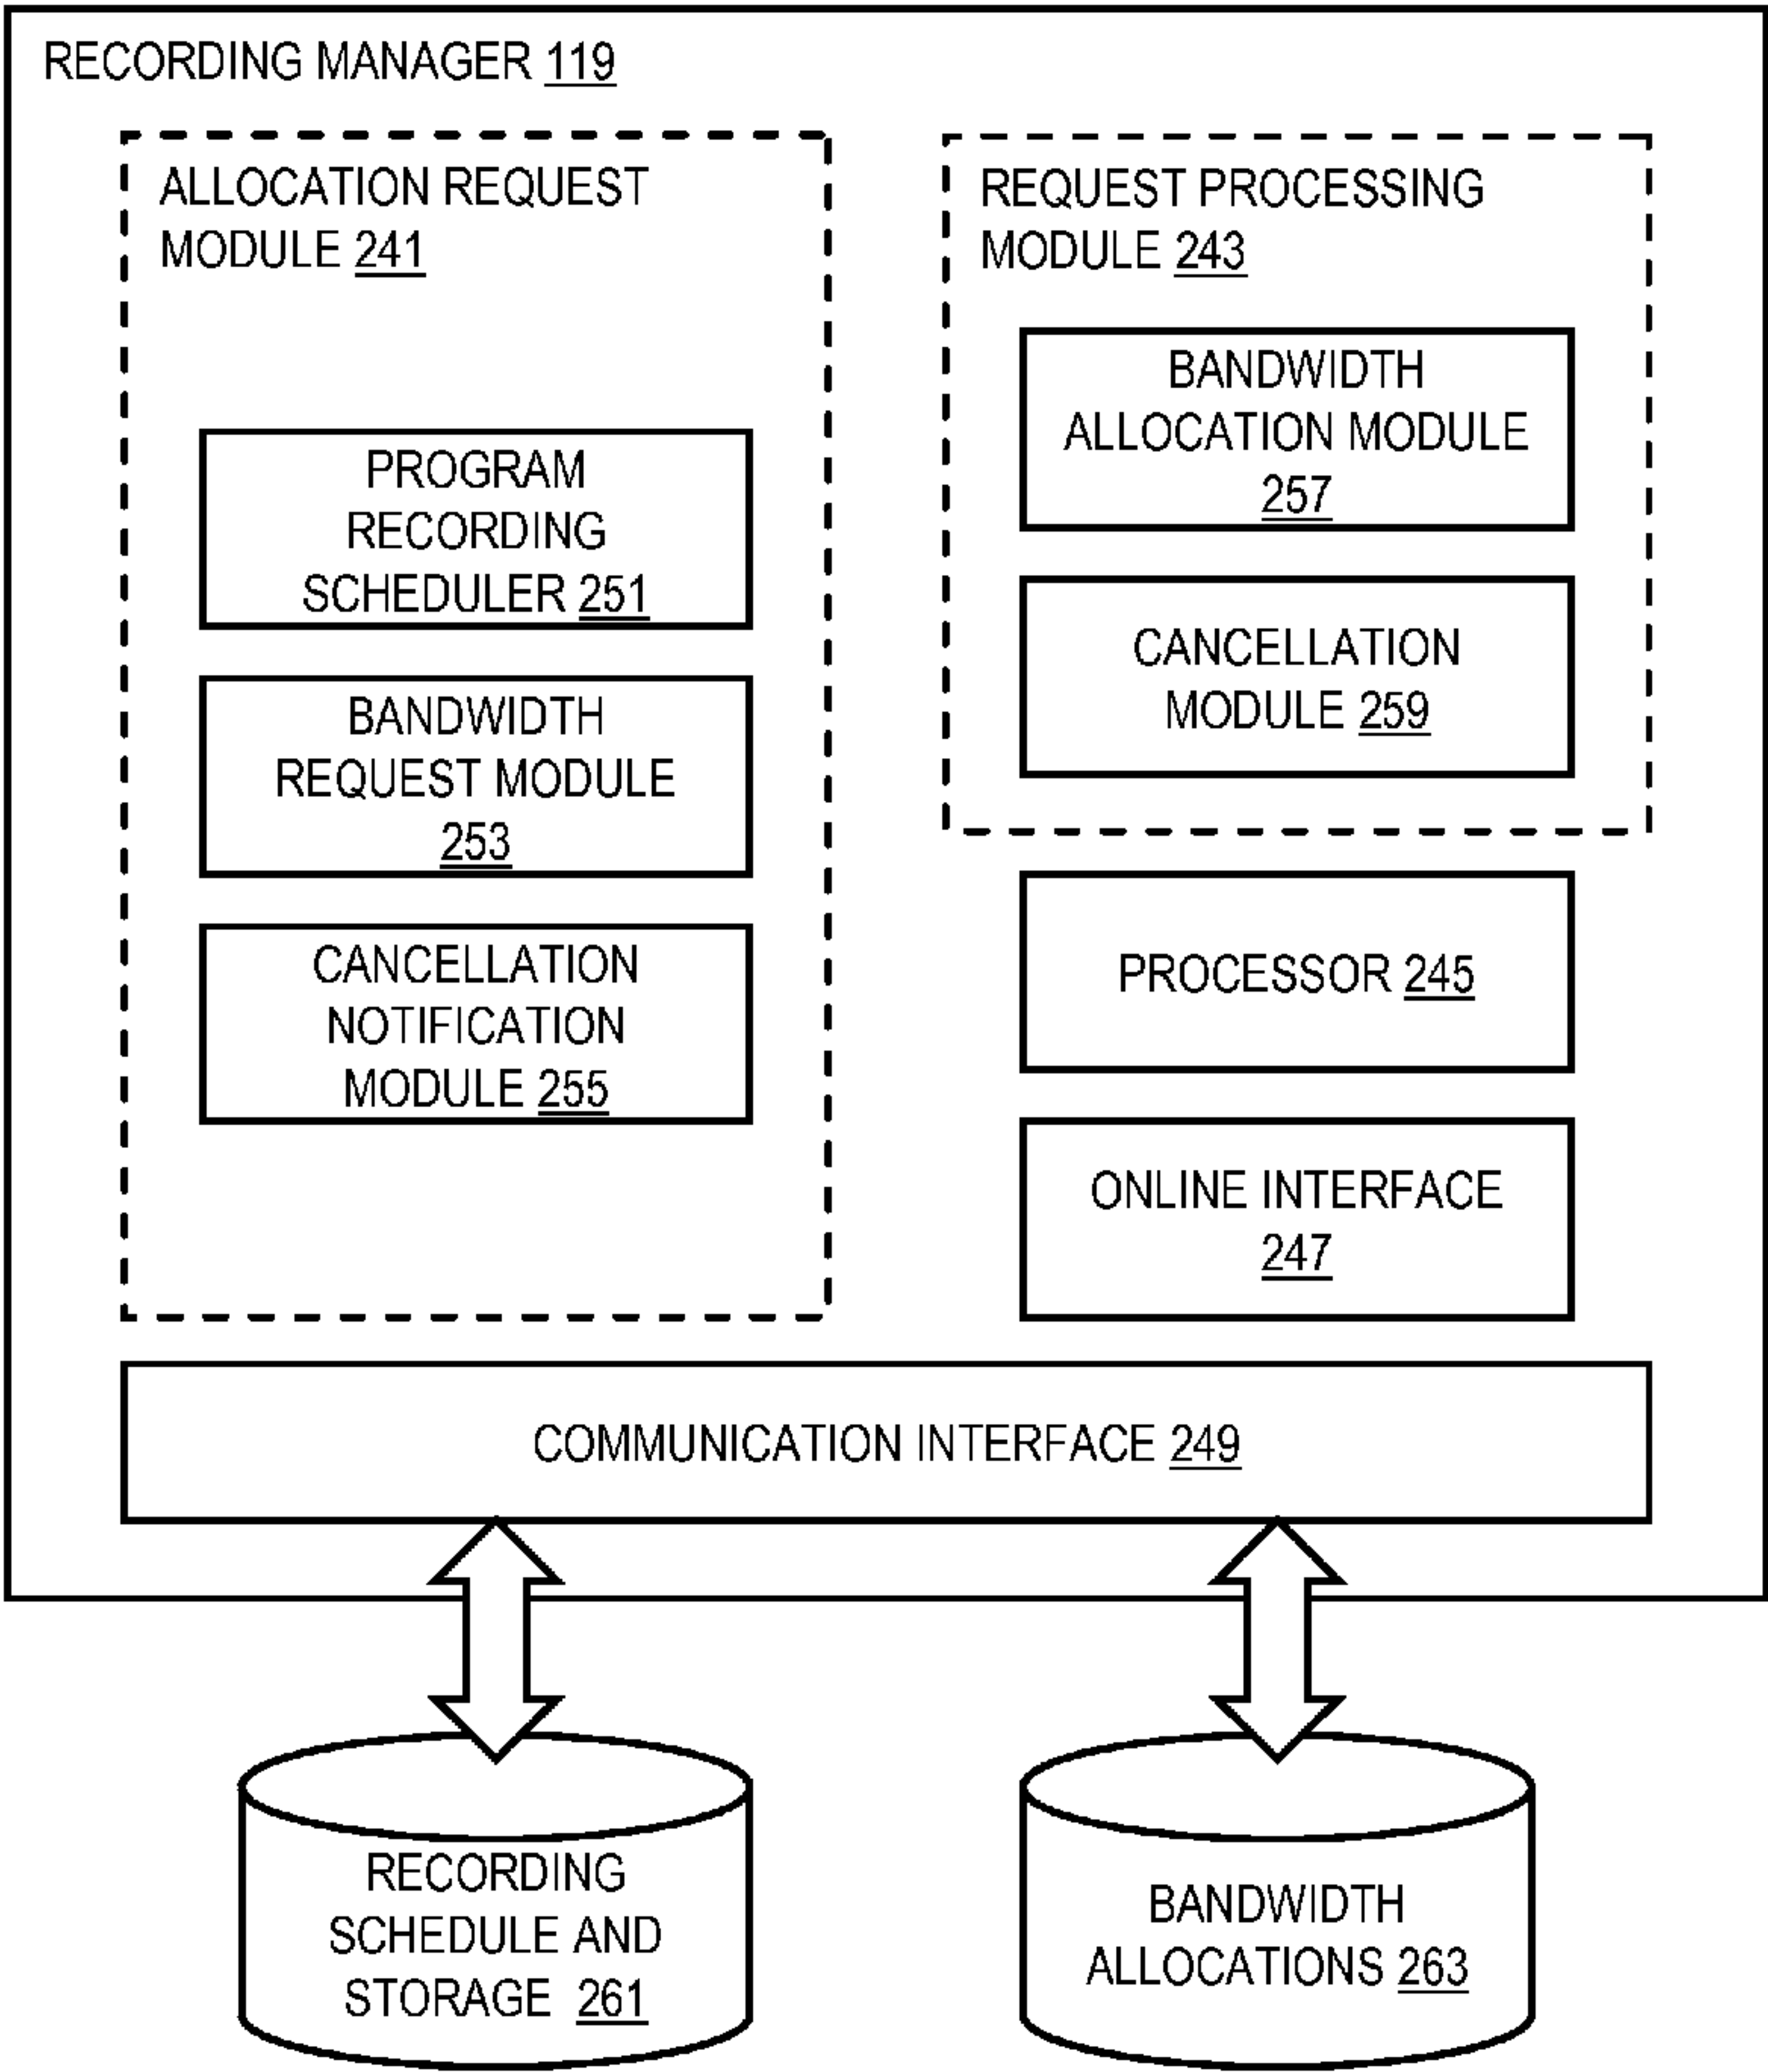 RECORDING MANAGER 119
ALLOCATION REQUEST
MODULE 241
PROGRAM
RECORDING
SCHEDULER 251
BANDWIDTH
REQUEST MODULE
253
CANCELLATION
NOTIFICATION
MODULE 255
REQUEST PROCESSING
MODULE 243
BANDWIDTH
ALLOCATION MODULE
257
CANCELLATION
MODULE 259
PROCESSOR 245
ONLINE INTERFACE
247
COMMUNICATION INTERFACE 249
RECORDING
SCHEDULE AND
STORAGE 261
BANDWIDTH
ALLOCATIONS 263